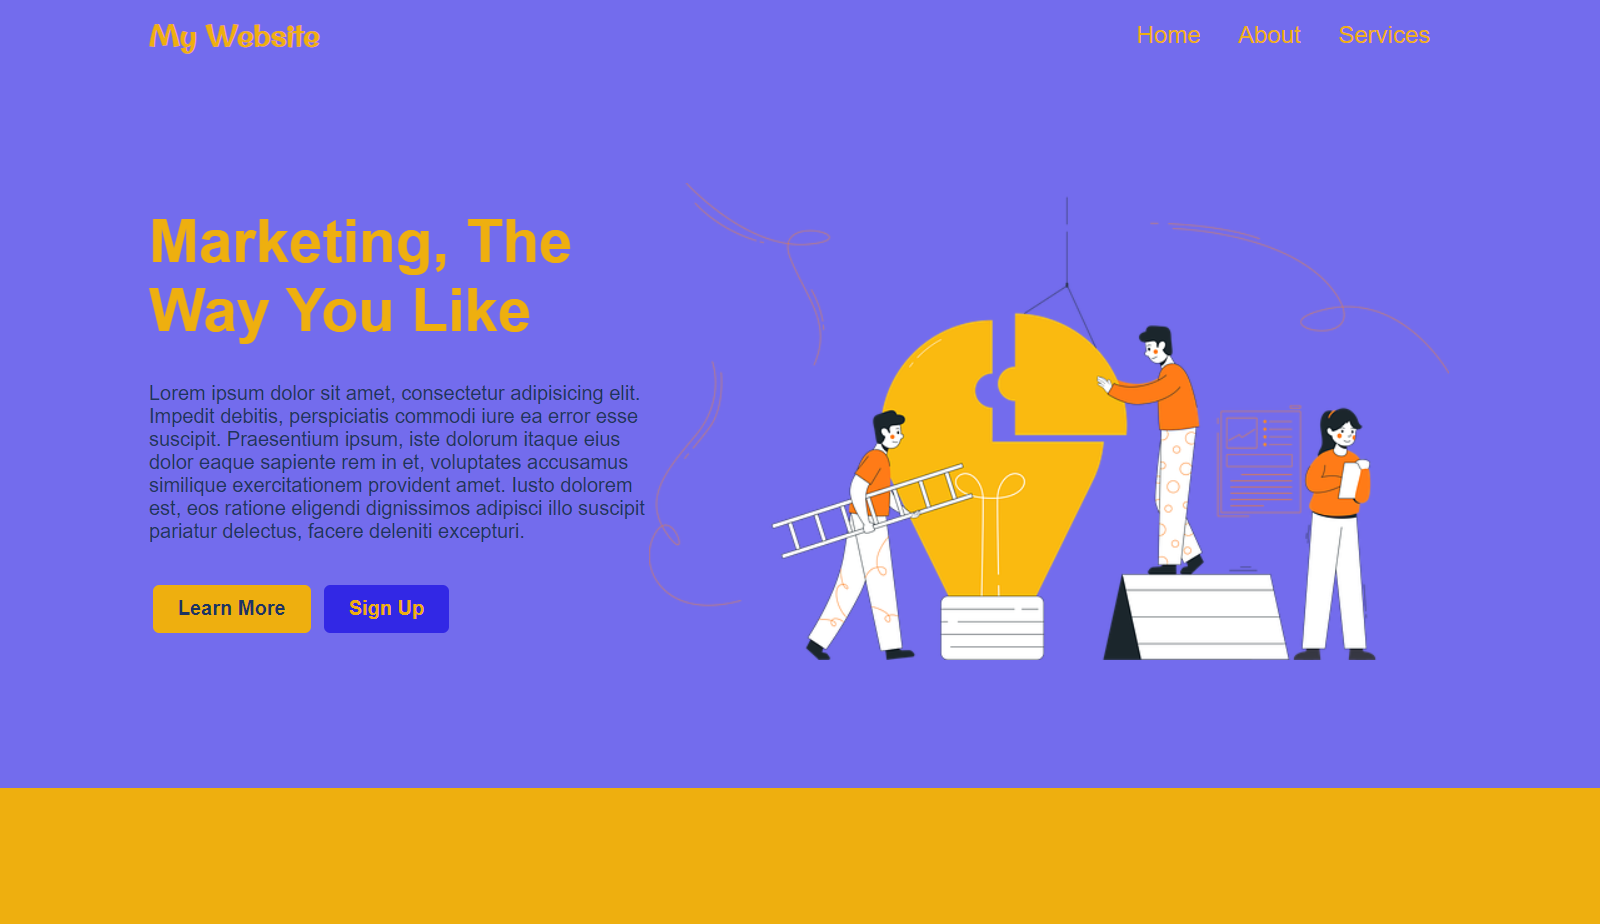 My Website
Home
About
Services
Marketing, The
Way You Like
Lorem ipsum dolor sit amet, consectetur adipisicing elit.
Impedit debitis, perspiciatis commodi iure ea error esse
suscipit. Praesentium ipsum, iste dolorum itaque eius
dolor eaque sapiente rem in et, voluptates accusamus
similique exercitationem provident amet. Iusto dolorem
est, eos ratione eligendi dignissimos adipisci illo suscipit
pariatur delectus, facere deleniti excepturi.
Learn More
Sign Up